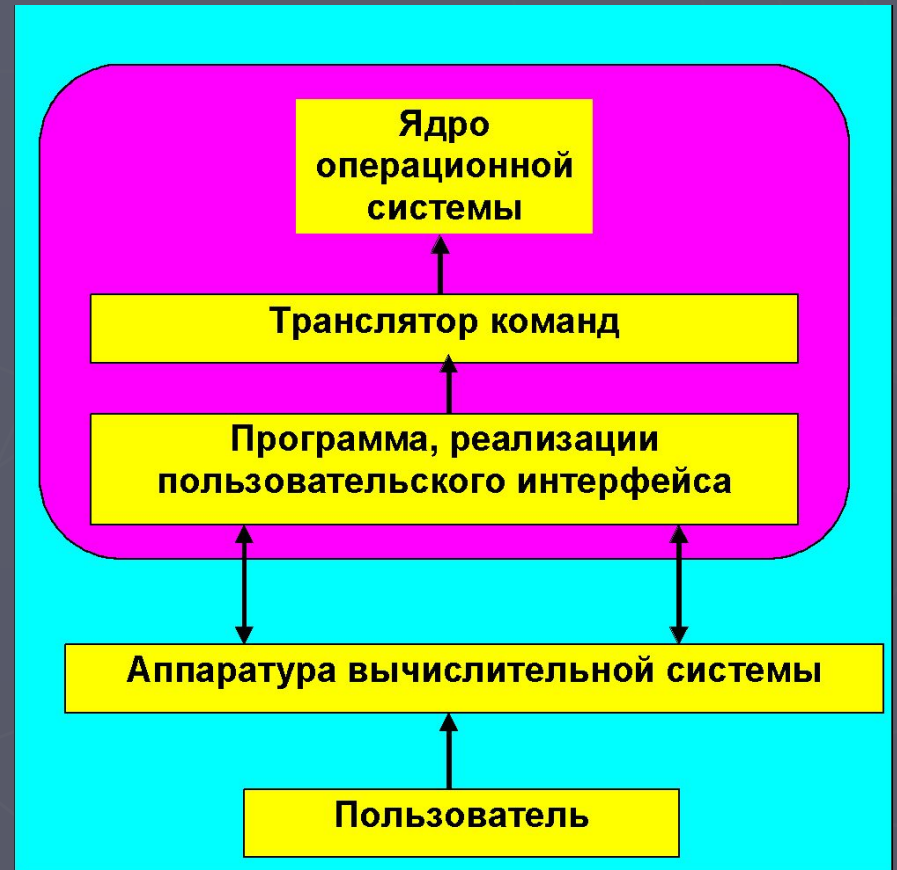 Ядро
операционной
системы
Транслятор команд
Программа, реализации
пользовательского интерфейса
Аппаратура вычислительной системы
Пользователь